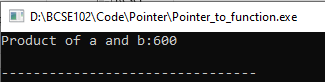 D:\BCSE102\Code\Pointer\Pointer_to_function.exe
Product of a and b:600
--------------------------------